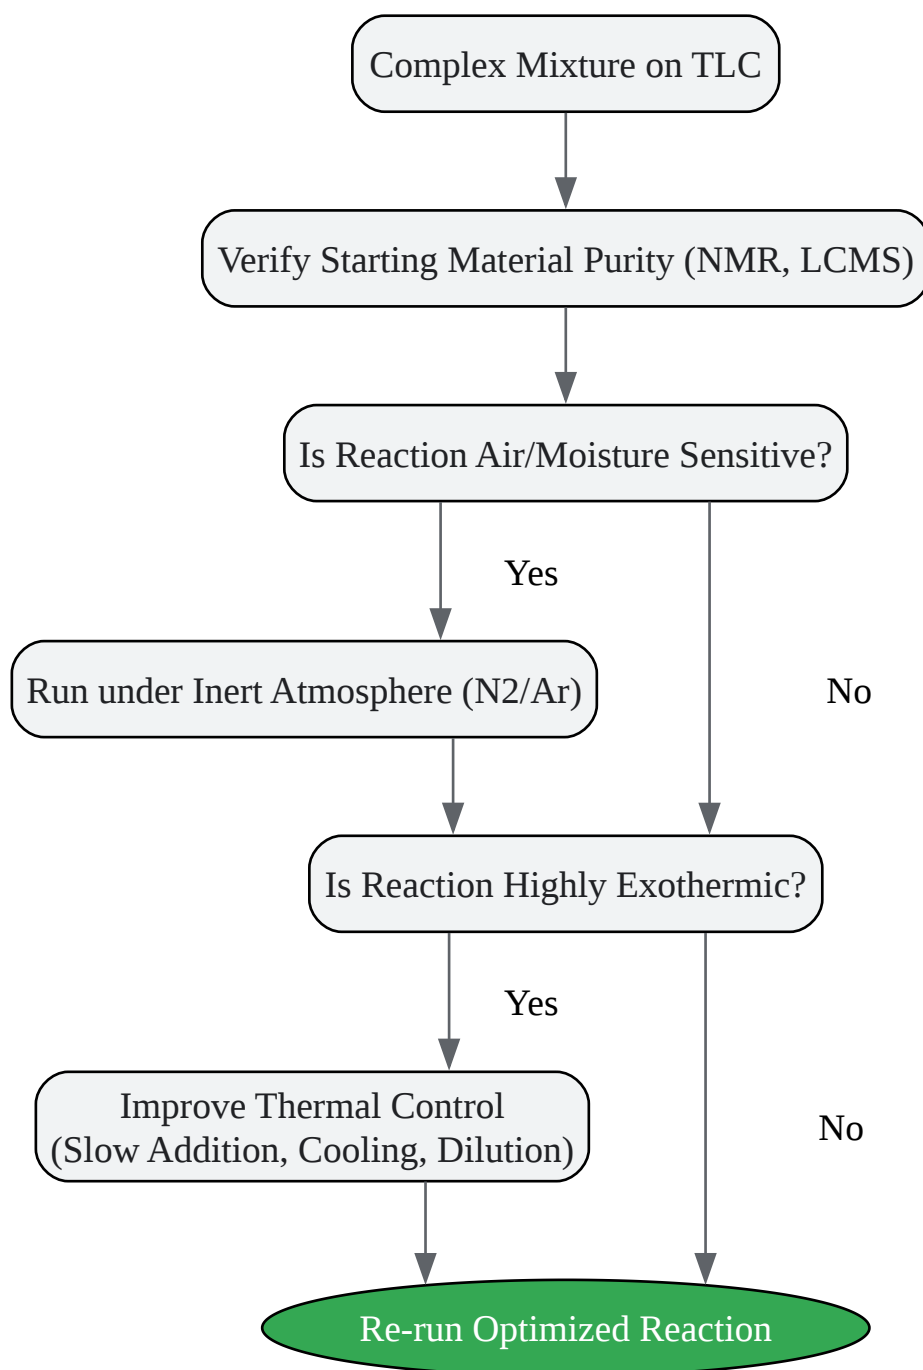 Complex Mixture on TLC
Verify Starting Material Purity (NMR, LCMS)
Is Reaction Air/Moisture Sensitive?
Yes
Run under Inert Atmosphere (N2/Ar)
No
Is Reaction Highly Exothermic?
Yes
Improve Thermal Control
(Slow Addition, Cooling, Dilution)
No
Re-run Optimized Reaction